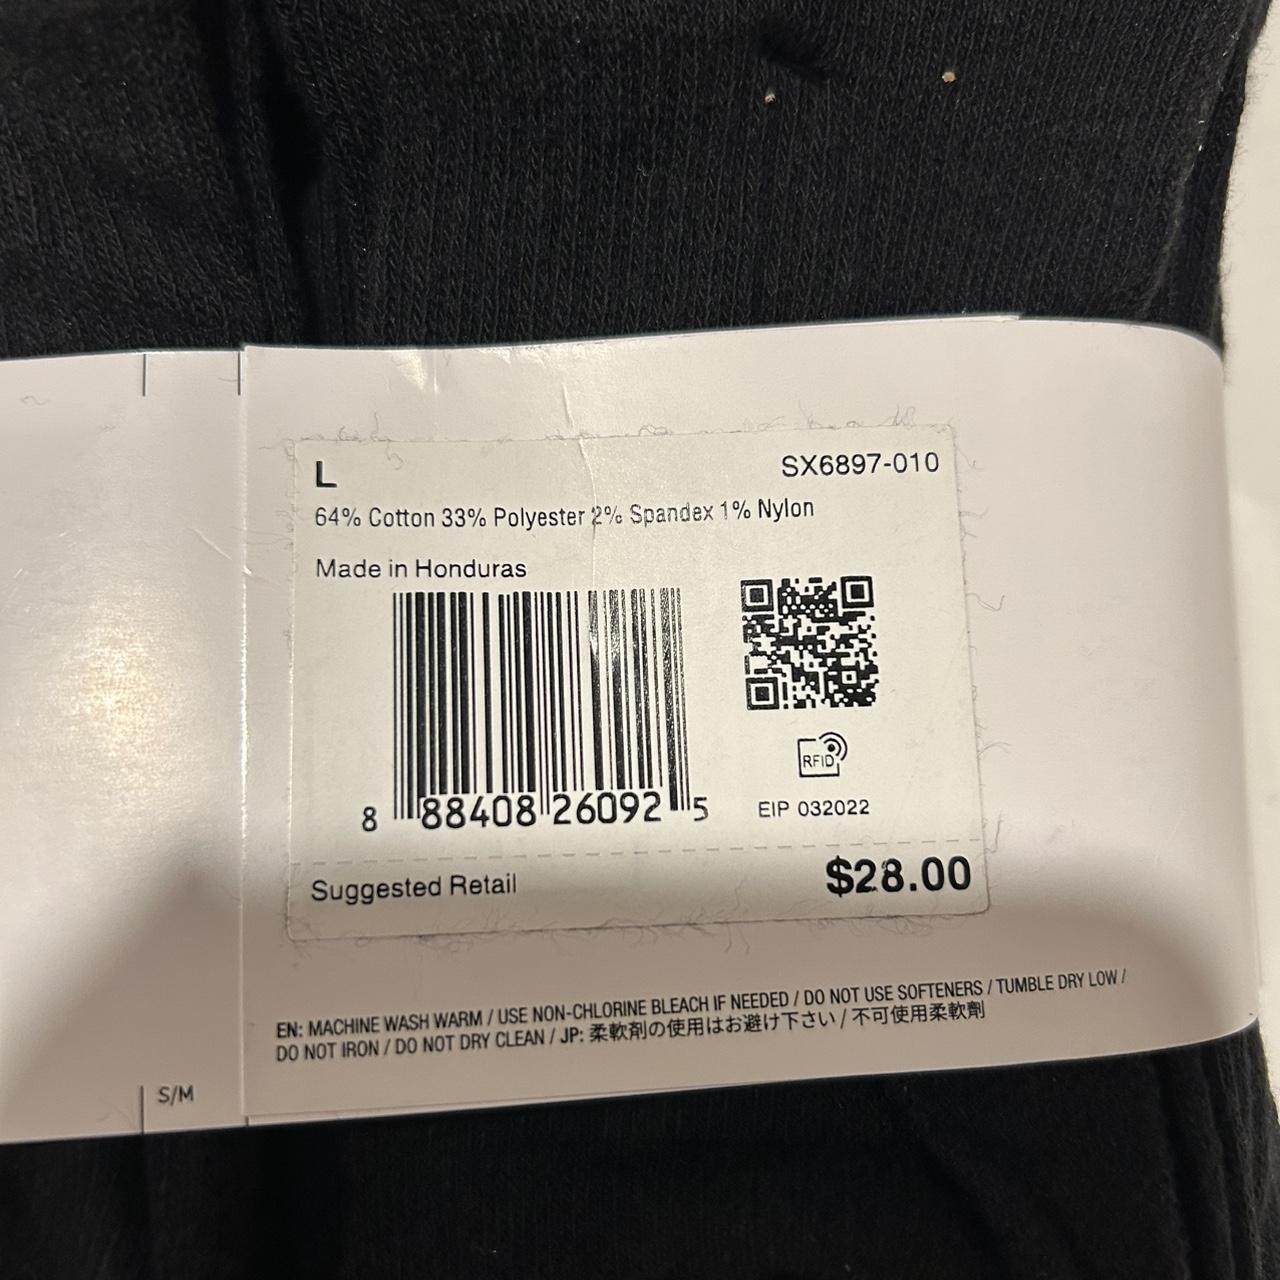 L
SX6897-010
64% Cotton 33% Polyester 2% Spandex 1% Nylon
Made in Honduras
8 88408 26092 5
RFID
EIP 032022
Suggested Retail
$28.00
EN: MACHINE WASH WARM / USE NON-CHLORINE BLEACH IF NEEDED / DO NOT USE SOFTENERS / TUMBLE DRY LOW /
DO NOT IRON / DO NOT DRY CLEAN / JP: 柔軟剤の使用はお避け下さい / 不可使用柔軟劑
S/M